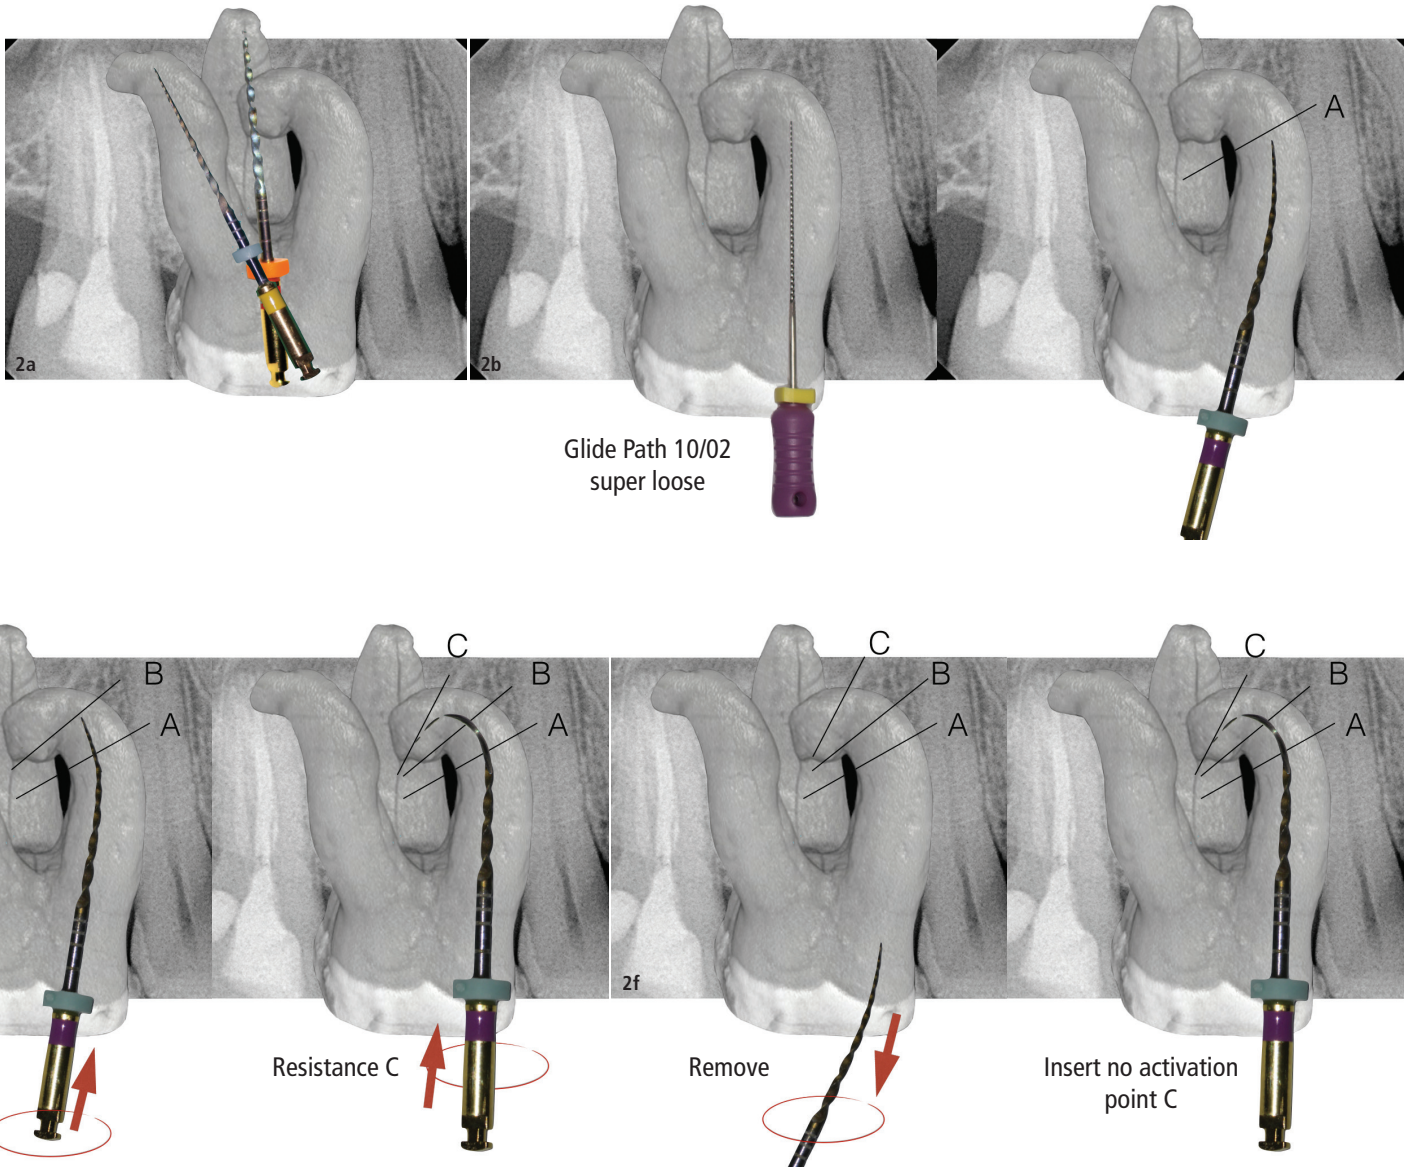 2a
2b
A
Glide Path 10/02
super loose
B
A
C
B
A
Resistance C
2f
C
B
A
Remove
C
B
A
Insert no activation
point C